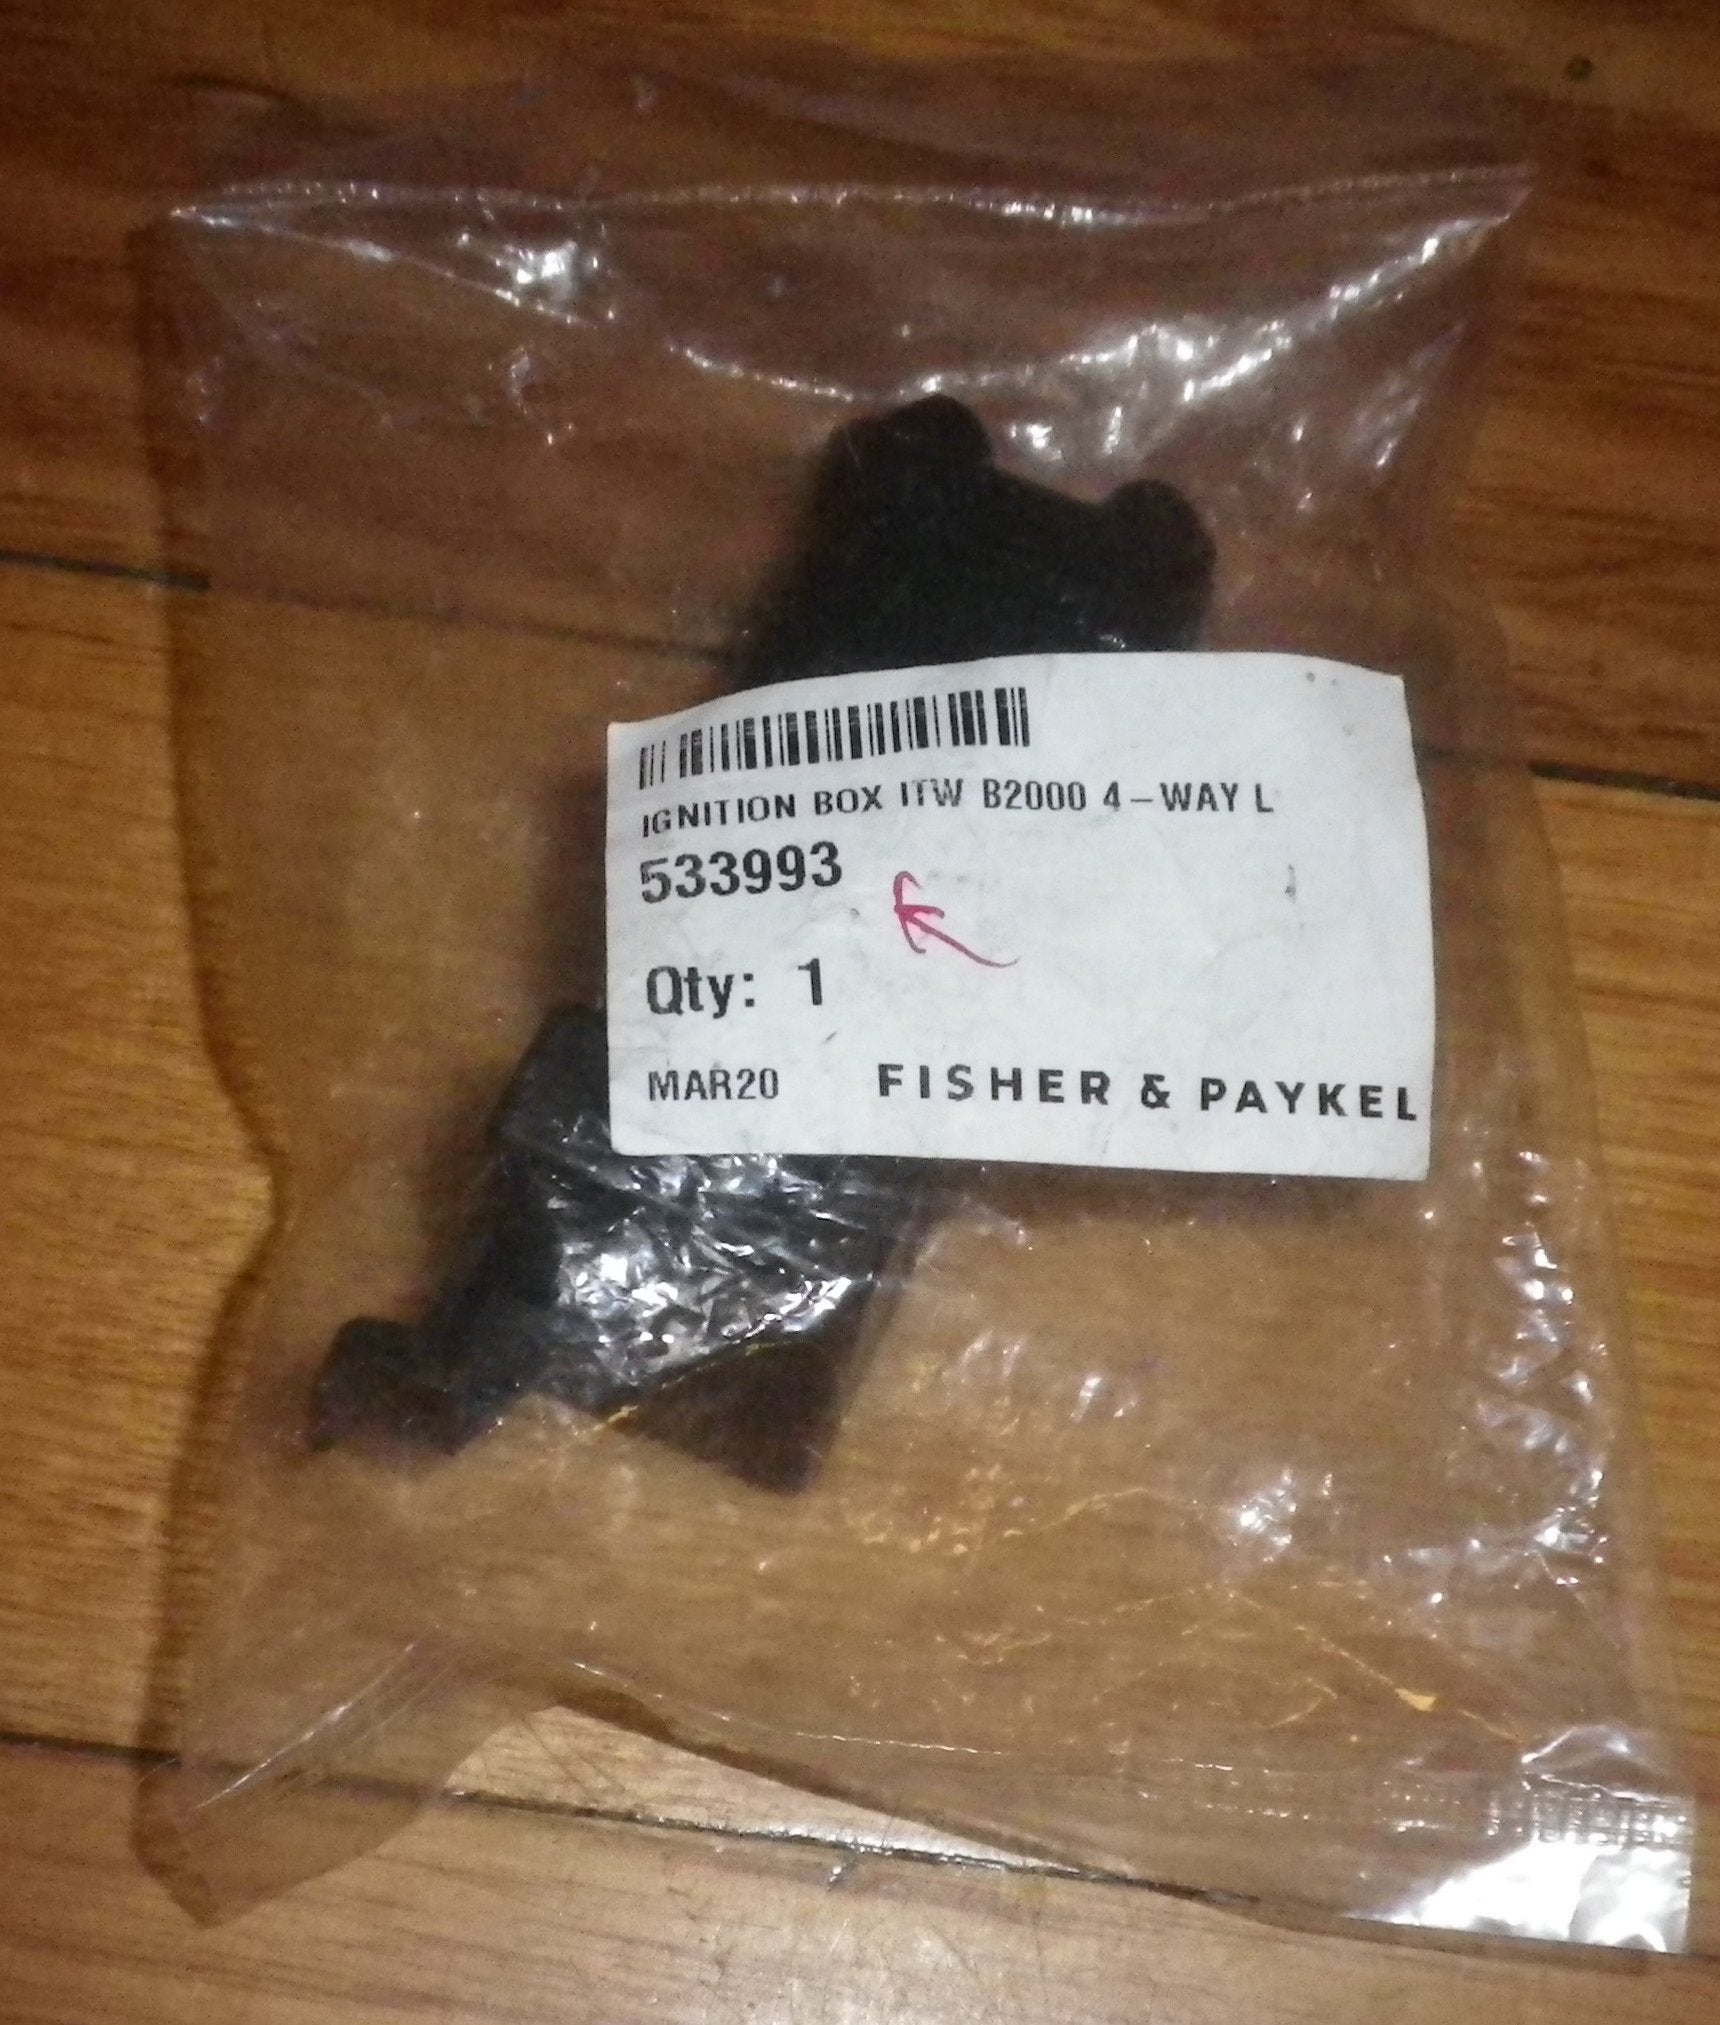 IGNITION BOX ITW B2000 4-WAY L
533993
Qty: 1
MAR20 FISHER & PAYKEL